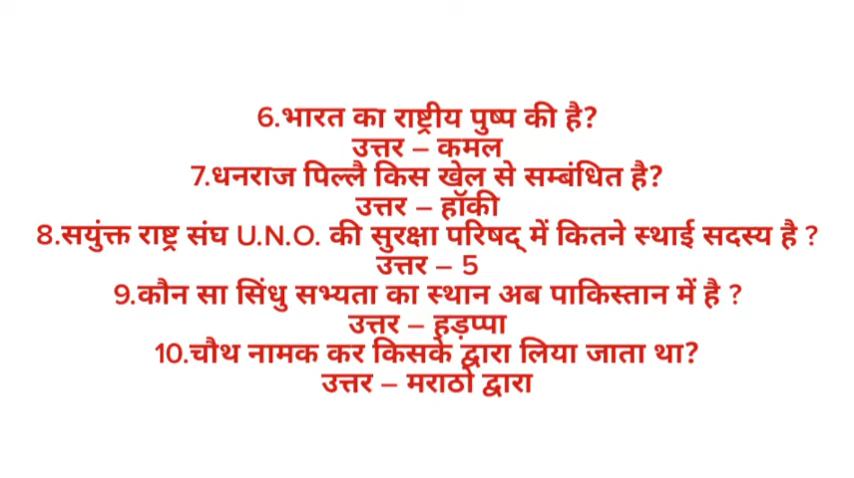 6.भारत का राष्ट्रीय पुष्प की है?
उत्तर – कमल
7.धनराज पिल्लै किस खेल से सम्बंधित है?
उत्तर – हॉकी
8.सयुंक्त राष्ट्र संघ U.N.O. की सुरक्षा परिषद् में कितने स्थाई सदस्य है ?
उत्तर – 5
9.कौन सा सिंधु सभ्यता का स्थान अब पाकिस्तान में है ?
उत्तर – हड़प्पा
10.चौथ नामक कर किसके द्वारा लिया जाता था?
उत्तर – मराठो द्वारा